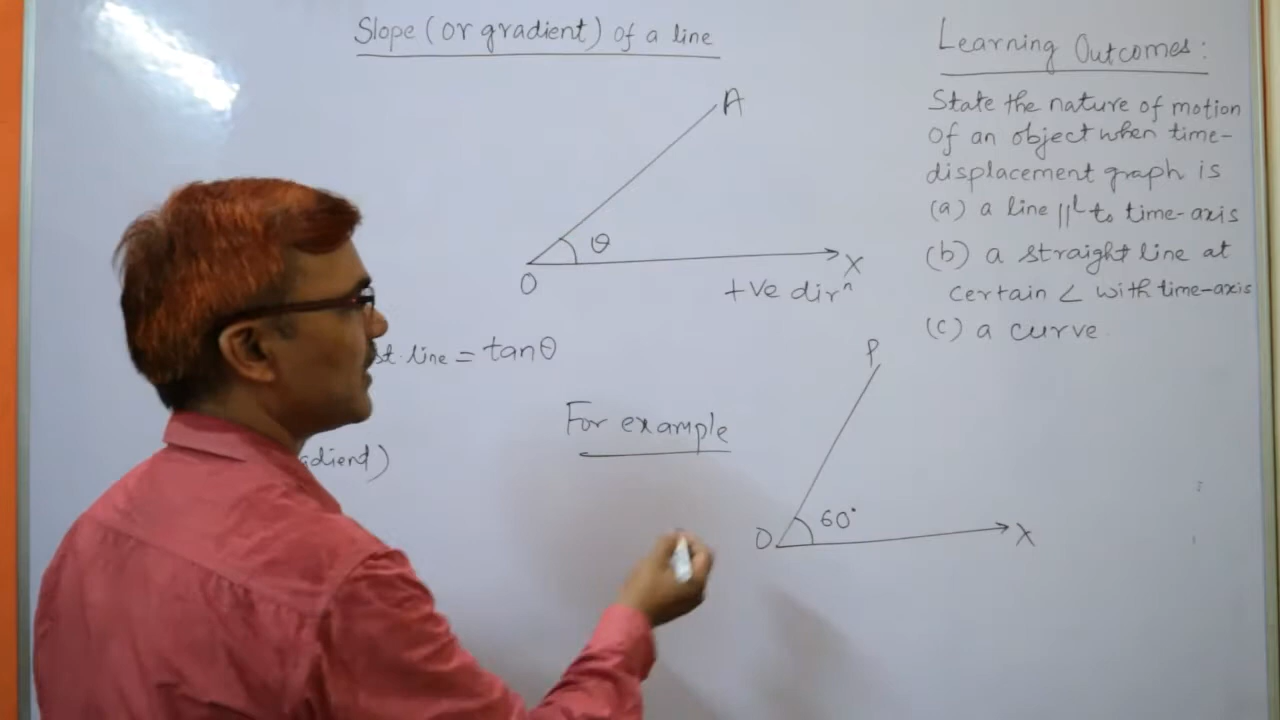 Slope (or gradient) of a line
A
θ
O
X
+ve dirⁿ
st. line = tanθ
adient)
For example
P
60°
O
X
Learning Outcomes:
State the nature of motion
of an object when time-
displacement graph is
(a) a line ||ᴸ to time-axis
(b) a straight line at
certain ∠ with time-axis
(c) a curve